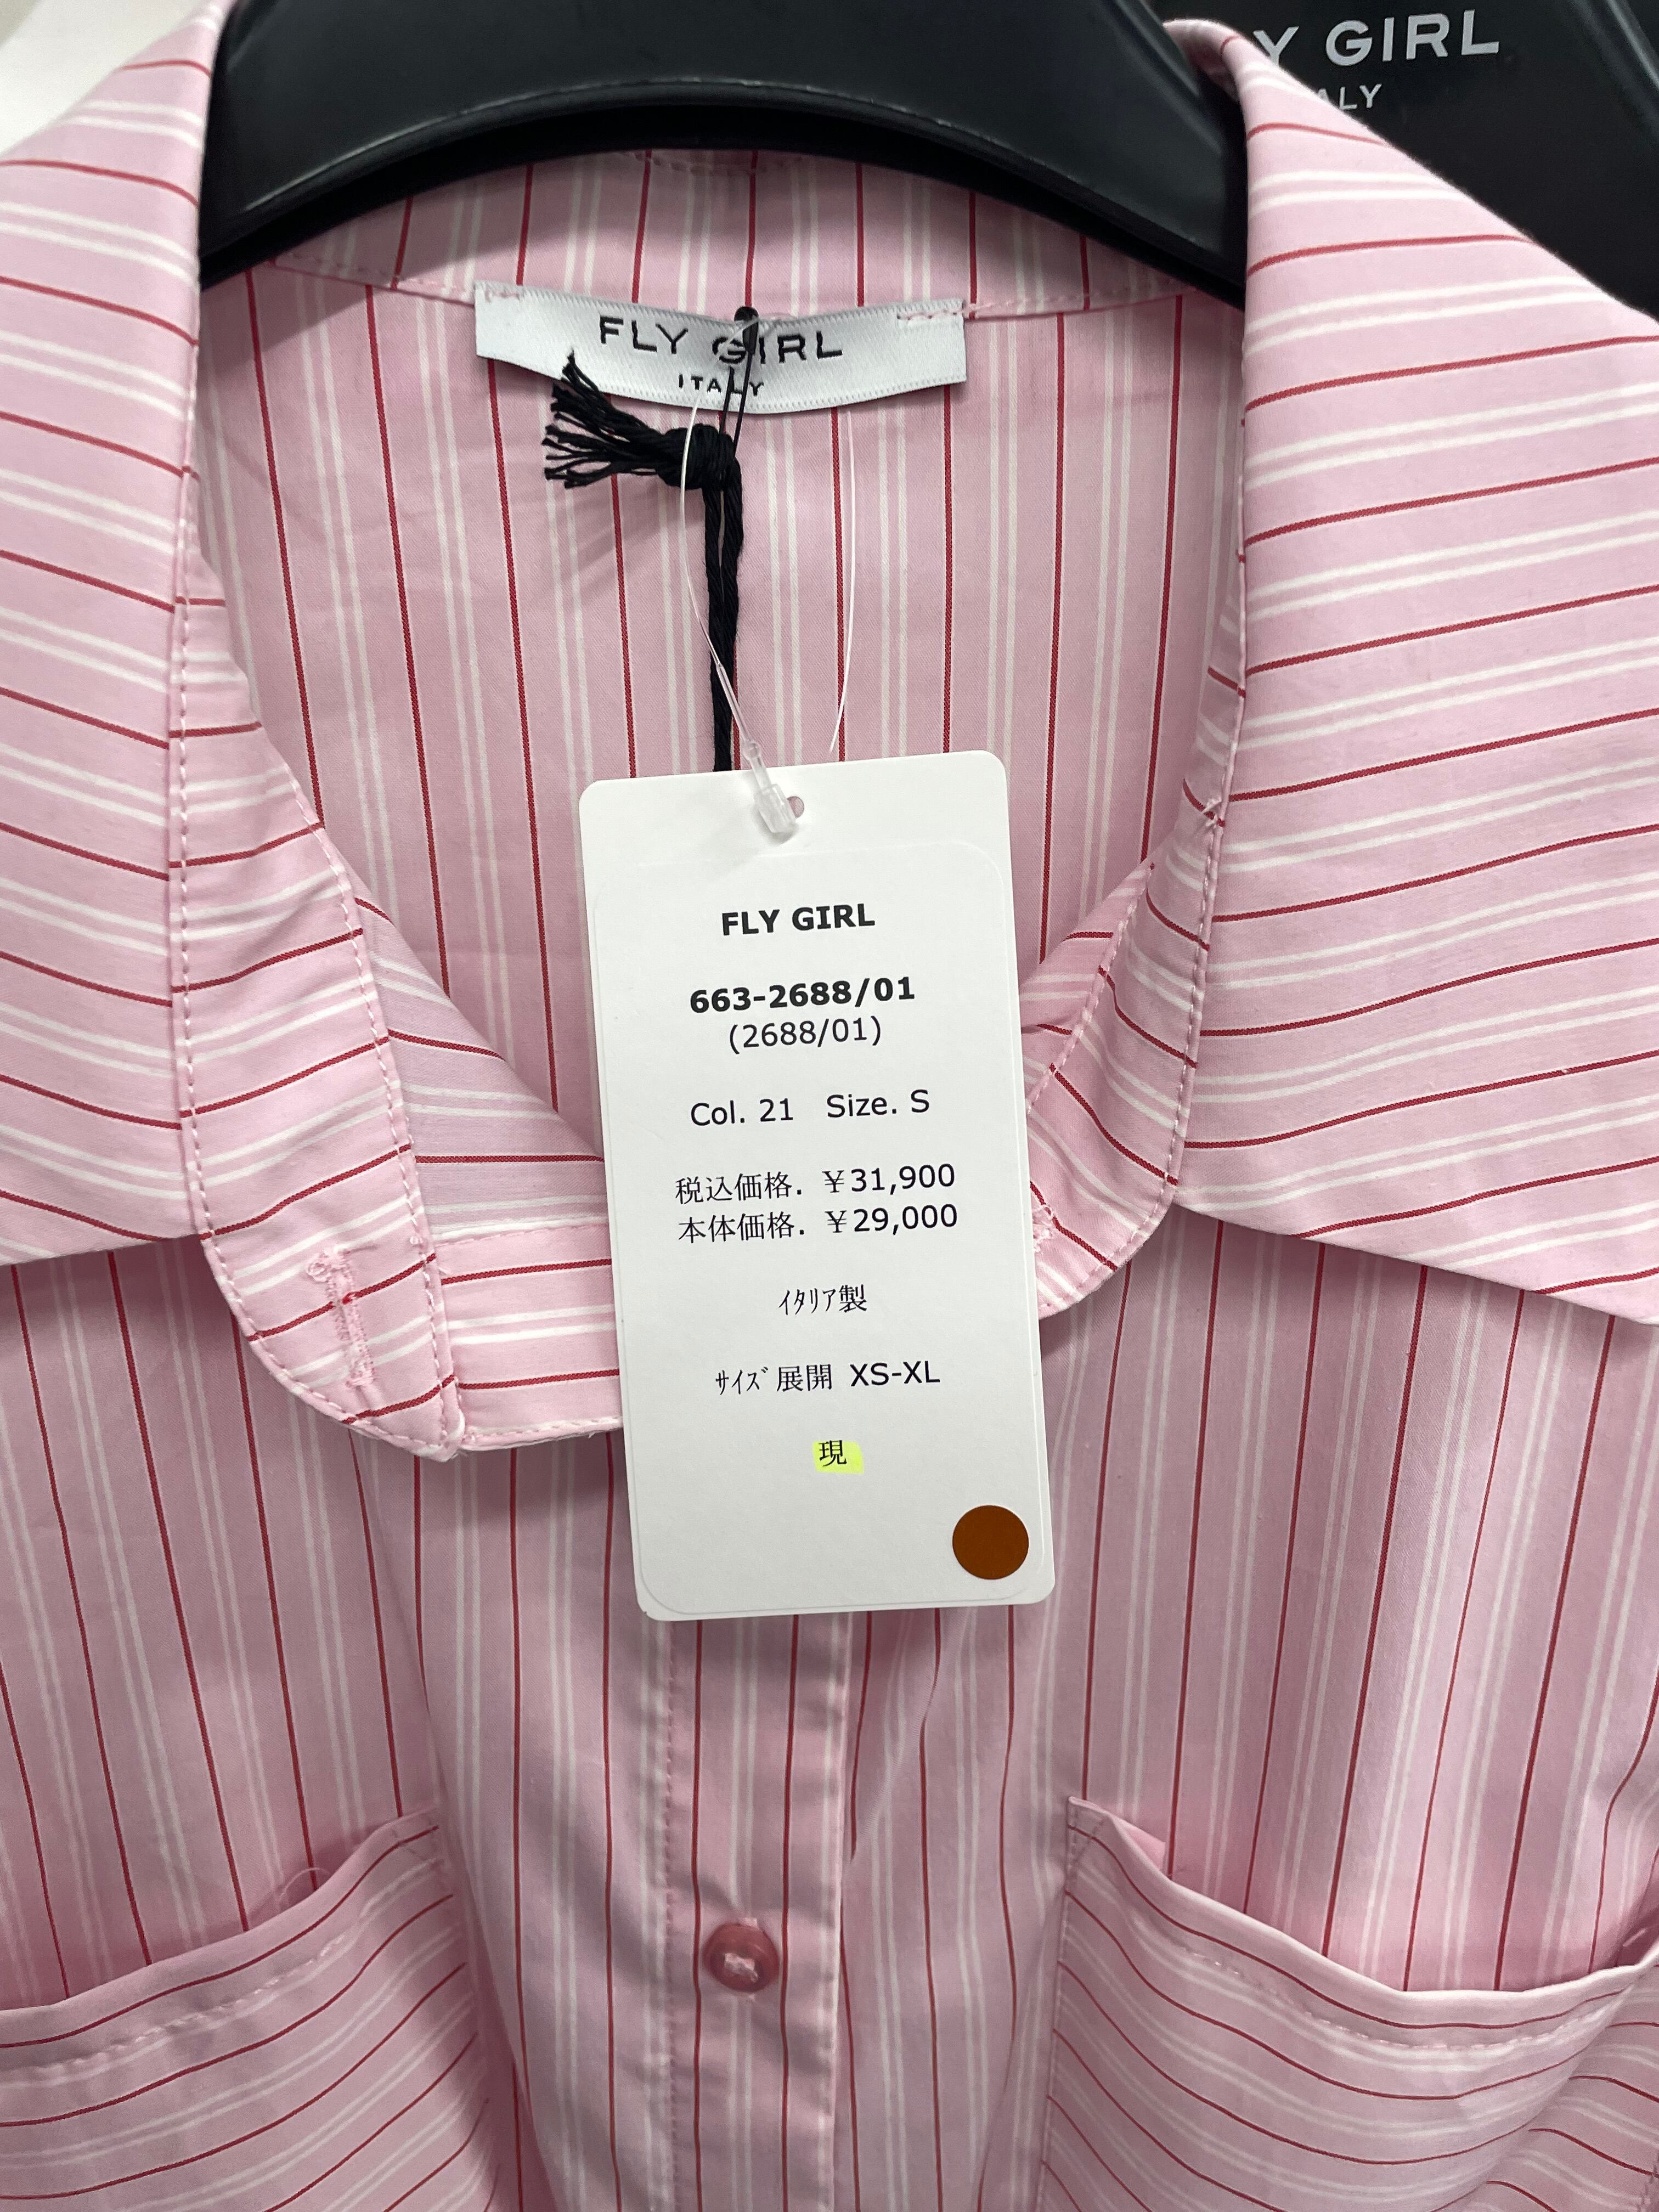 Y GIRL
ALY
FLY GIRL
ITALY
FLY GIRL
663-2688/01
(2688/01)
Col. 21 Size. S
税込価格. ￥31,900
本体価格. ￥29,000
ｲﾀﾘｱ製
ｻｲｽﾞ展開 XS-XL
現